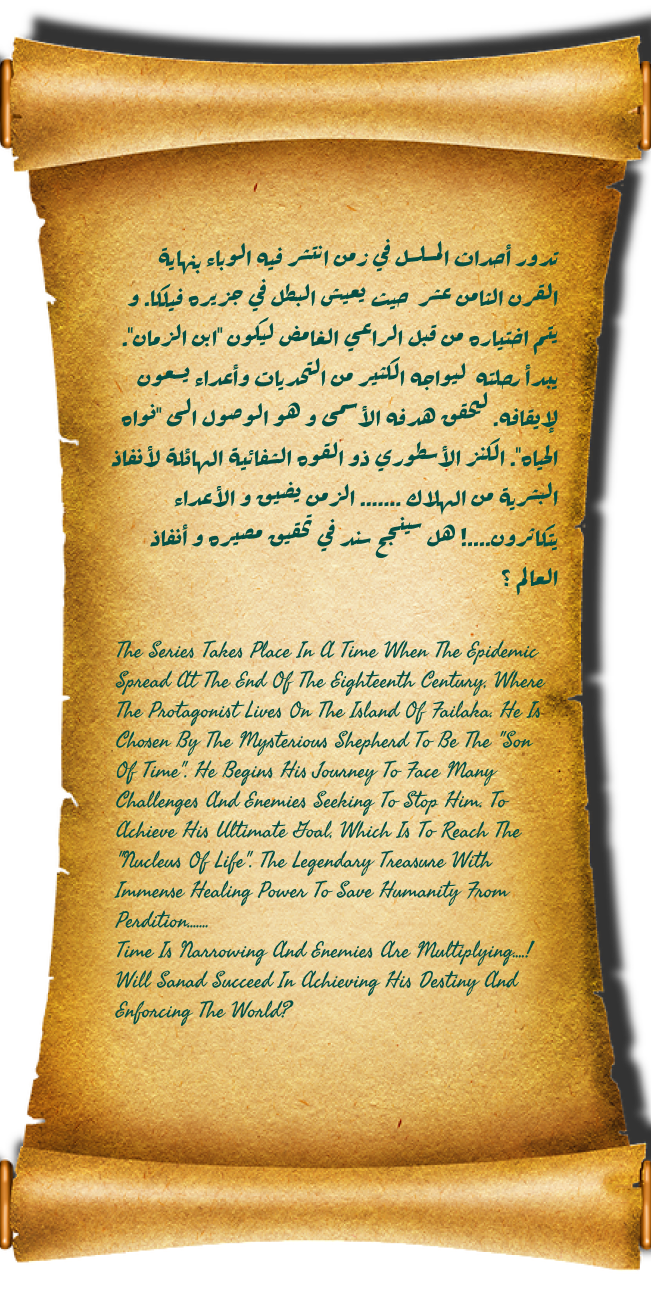 تدور أحداث المسلسل في زمن انتشر فيه الوباء بنهاية
القرن الثامن عشر حيث يعيش البطل في جزيره فيلكا. و
يتم اختياره من قبل الراعي الغامض ليكون "ابن الزمان".
يبدأ رحلته ليواجه الكثير من التحديات وأعداء يسعون
لإيقافه. لتحقق هدفه الأسمى و هو الوصول الى "نواه
الحياه". الكنز الأسطوري ذو القوه الشفائية الهائلة لأنفاذ
البشرية من الهلاك ....... الزمن يضيق و الأعداء
يتكاثرون....! هل سينجح سند في تحقيق مصيره و أنفاذ
العالم ؟
The Series Takes Place In A Time When The Epidemic
Spread At The End Of The Eighteenth Century, Where
The Protagonist Lives On The Island Of Failaka. He Is
Chosen By The Mysterious Shepherd To Be The "Son
Of Time". He Begins His Journey To Face Many
Challenges And Enemies Seeking To Stop Him. To
Achieve His Ultimate Goal, Which Is To Reach The
"Nucleus Of Life". The Legendary Treasure With
Immense Healing Power To Save Humanity From
Perdition.......
Time Is Narrowing And Enemies Are Multiplying....!
Will Sanad Succeed In Achieving His Destiny And
Enforcing The World?